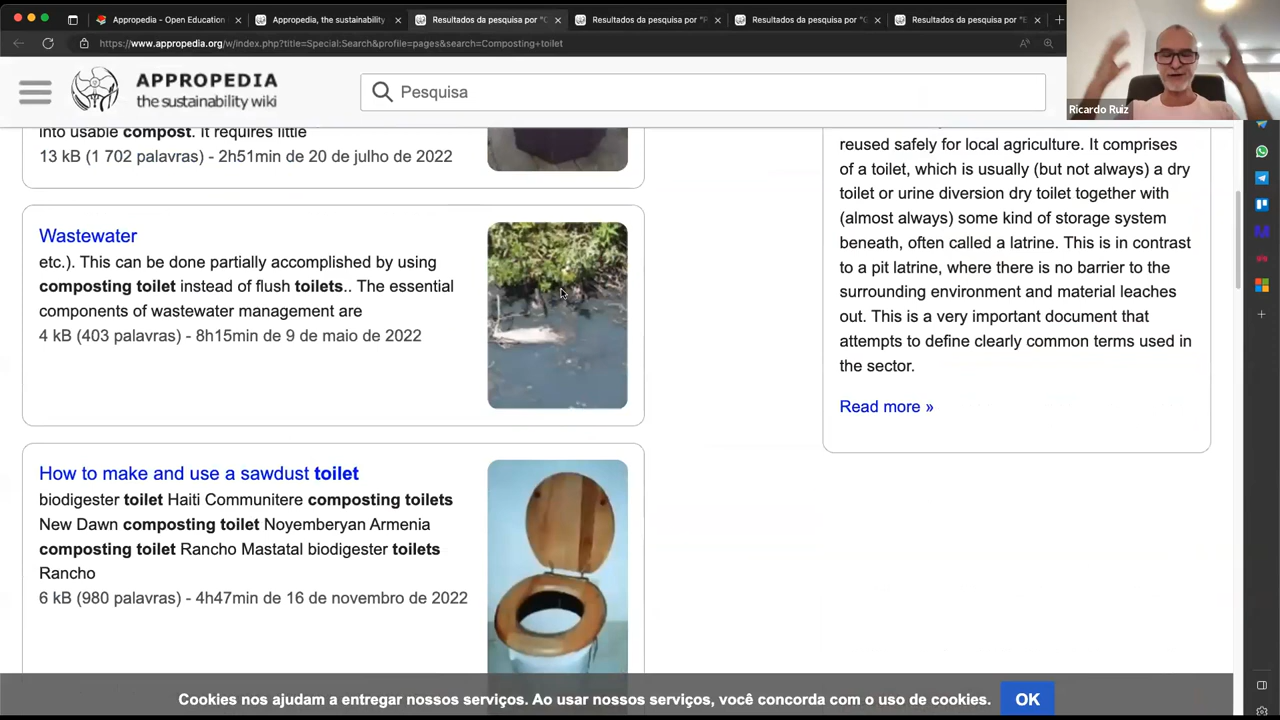 Appropedia - Open Education
Appropedia, the sustainability
Resultados da pesquisa por "C
Resultados da pesquisa por "F
Resultados da pesquisa por "
Resultados da pesquisa por "
https://www.appropedia.org/w/index.php?title=Special:Search&profile=pages&search=Composting+toilet
APPROPEDIA
the sustainability wiki
Pesquisa
Ricardo Ruiz
into usable compost. It requires little
13 kB (1 702 palavras) - 2h51min de 20 de julho de 2022
Wastewater
etc.). This can be done partially accomplished by using
composting toilet instead of flush toilets.. The essential
components of wastewater management are
4 kB (403 palavras) - 8h15min de 9 de maio de 2022
How to make and use a sawdust toilet
biodigester toilet Haiti Communitere composting toilets
New Dawn composting toilet Noyemberyan Armenia
composting toilet Rancho Mastatal biodigester toilets
Rancho
6 kB (980 palavras) - 4h47min de 16 de novembro de 2022
reused safely for local agriculture. It comprises
of a toilet, which is usually (but not always) a dry
toilet or urine diversion dry toilet together with
(almost always) some kind of storage system
beneath, often called a latrine. This is in contrast
to a pit latrine, where there is no barrier to the
surrounding environment and material leaches
out. This is a very important document that
attempts to define clearly common terms used in
the sector.
Read more »
Cookies nos ajudam a entregar nossos serviços. Ao usar nossos serviços, você concorda com o uso de cookies.
OK